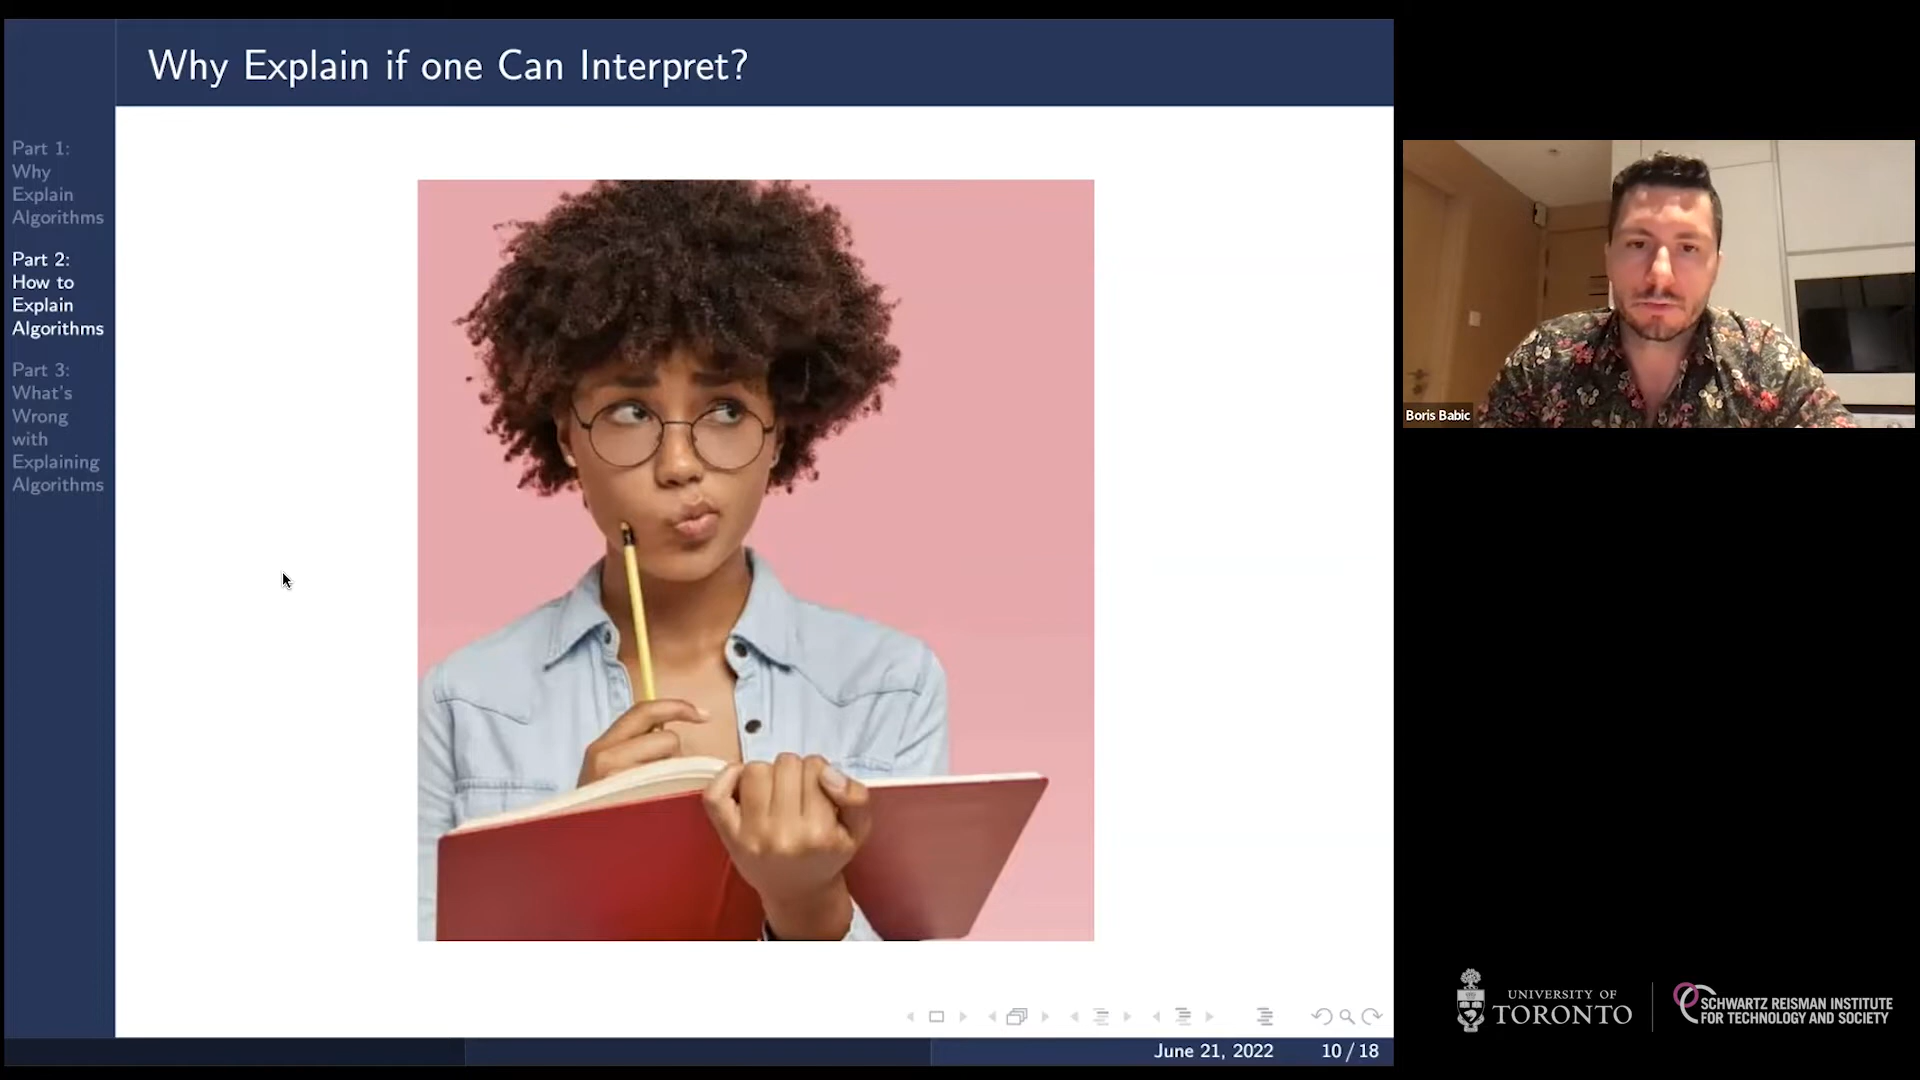 Why Explain if one Can Interpret?
Part 1:
Why
Explain
Algorithms
Part 2:
How to
Explain
Algorithms
Part 3:
What's
Wrong
with
Explaining
Algorithms
June 21, 2022
10 / 18
Boris Babic
UNIVERSITY OF
TORONTO
SCHWARTZ REISMAN INSTITUTE
FOR TECHNOLOGY AND SOCIETY